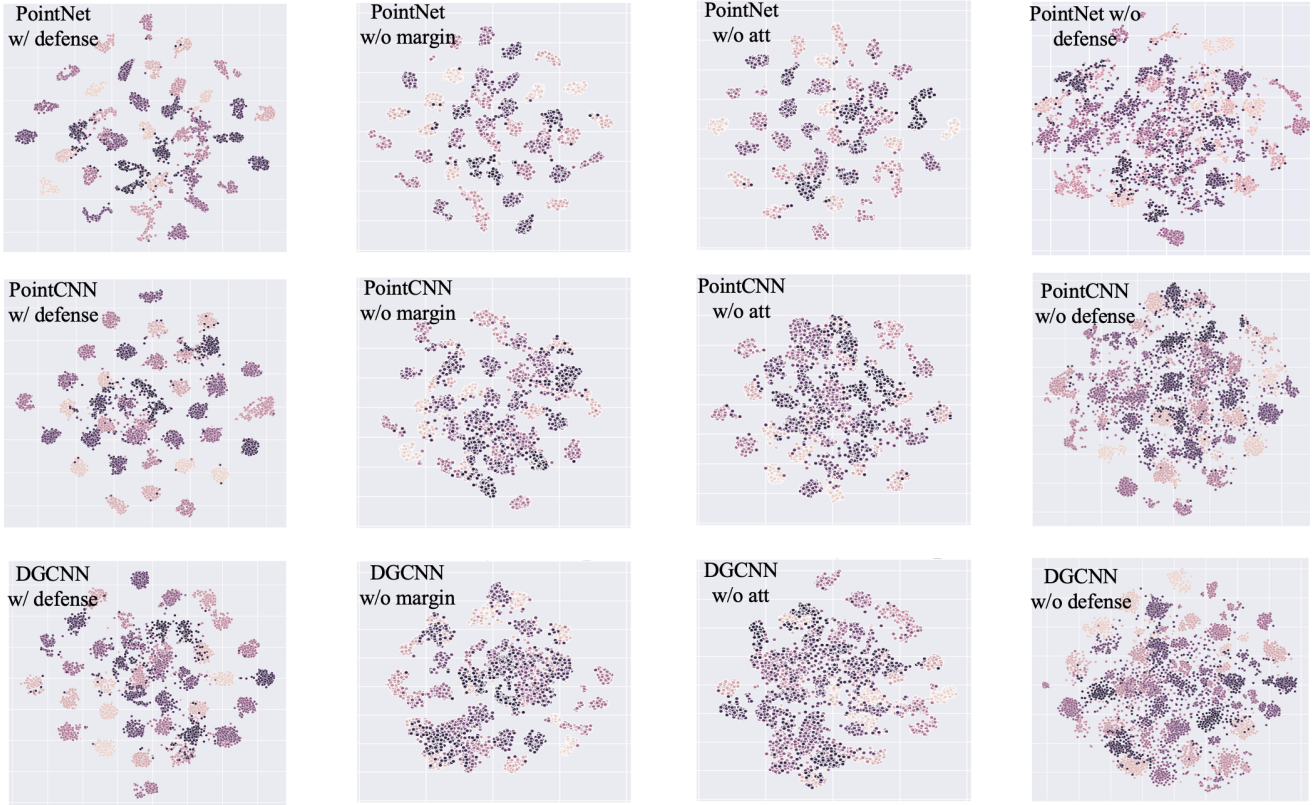 PointNet
w/ defense
PointNet
w/o margin
PointNet
w/o att
PointNet w/o
defense
PointCNN
w/ defense
PointCNN
w/o margin
PointCNN
w/o att
PointCNN
w/o defense
DGCNN
w/ defense
DGCNN
w/o margin
DGCNN
w/o att
DGCNN
w/o defense